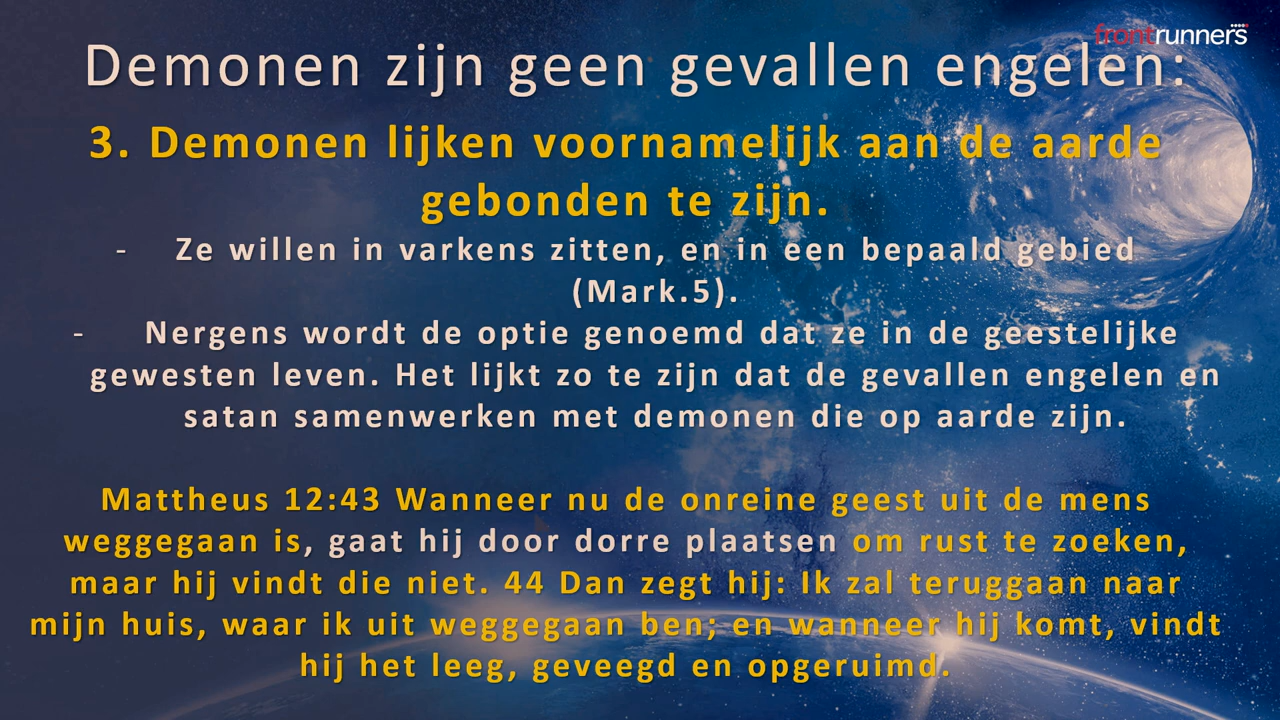 frontrunners
Demonen zijn geen gevallen engelen:
3. Demonen lijken voornamelijk aan de aarde
gebonden te zijn.
- Ze willen in varkens zitten, en in een bepaald gebied
(Mark.5).
- Nergens wordt de optie genoemd dat ze in de geestelijke
gewesten leven. Het lijkt zo te zijn dat de gevallen engelen en
satan samenwerken met demonen die op aarde zijn.
Mattheus 12:43 Wanneer nu de onreine geest uit de mens
weggegaan is, gaat hij door dorre plaatsen om rust te zoeken,
maar hij vindt die niet. 44 Dan zegt hij: Ik zal teruggaan naar
mijn huis, waar ik uit weggegaan ben; en wanneer hij komt, vindt
hij het leeg, geveegd en opgeruimd.